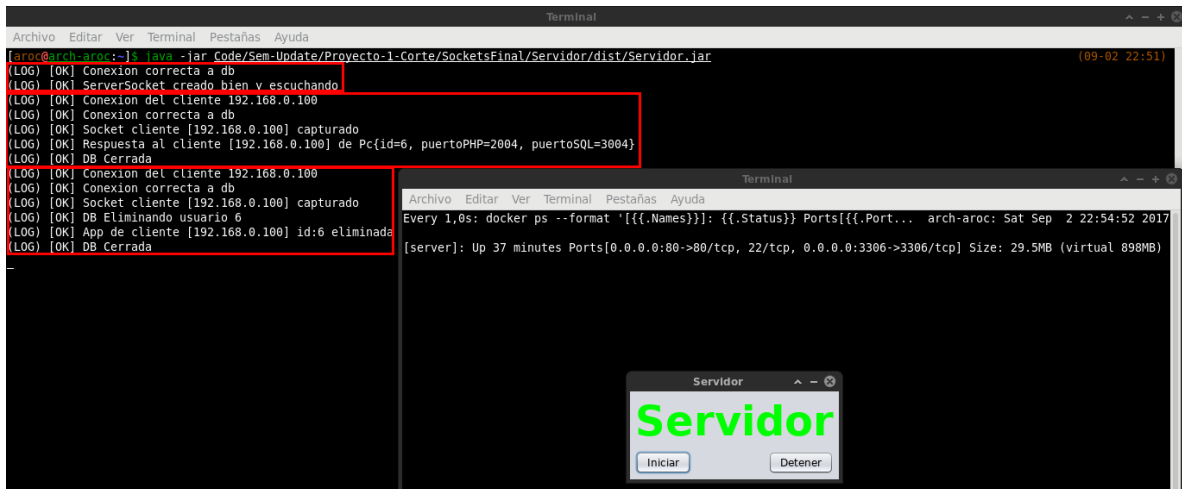 Terminal
Archivo Editar Ver Terminal Pestañas Ayuda
[aroc@arch-aroc:~]$ java -jar Code/Sem-Update/Proyecto-1-Corte/SocketsFinal/Servidor/dist/Servidor.jar (09-02 22:51)
(LOG) [OK] Conexion correcta a db
(LOG) [OK] ServerSocket creado bien y escuchando
(LOG) [OK] Conexion del cliente 192.168.0.100
(LOG) [OK] Conexion correcta a db
(LOG) [OK] Socket cliente [192.168.0.100] capturado
(LOG) [OK] Respuesta al cliente [192.168.0.100] de Pc{id=6, puertoPHP=2004, puertoSQL=3004}
(LOG) [OK] DB Cerrada
(LOG) [OK] Conexion del cliente 192.168.0.100
(LOG) [OK] Conexion correcta a db
(LOG) [OK] Socket cliente [192.168.0.100] capturado
(LOG) [OK] DB Eliminando usuario 6
(LOG) [OK] App de cliente [192.168.0.100] id:6 eliminada
(LOG) [OK] DB Cerrada
Terminal
Archivo Editar Ver Terminal Pestañas Ayuda
Every 1,0s: docker ps --format '[{{.Names}}]: {{.Status}} Ports[{{.Port... arch-aroc: Sat Sep 2 22:54:52 2017
[server]: Up 37 minutes Ports[0.0.0.0:80->80/tcp, 22/tcp, 0.0.0.0:3306->3306/tcp] Size: 29.5MB (virtual 898MB)
Servidor
Servidor
Iniciar Detener